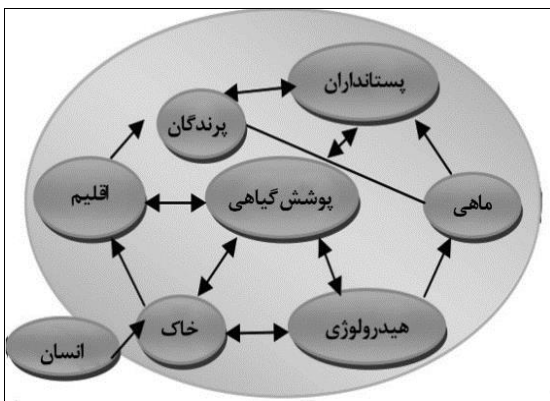 پستانداران
پرندگان
اقلیم
پوشش گیاهی
ماهی
خاک
هیدرولوژی
انسان